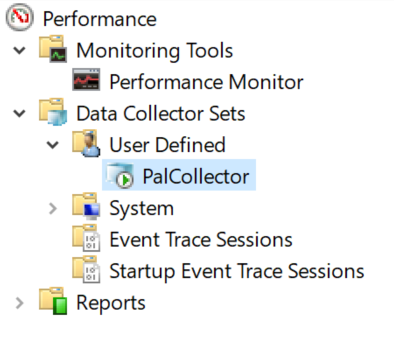 Performance
Monitoring Tools
Performance Monitor
Data Collector Sets
User Defined
PalCollector
System
Event Trace Sessions
Startup Event Trace Sessions
Reports